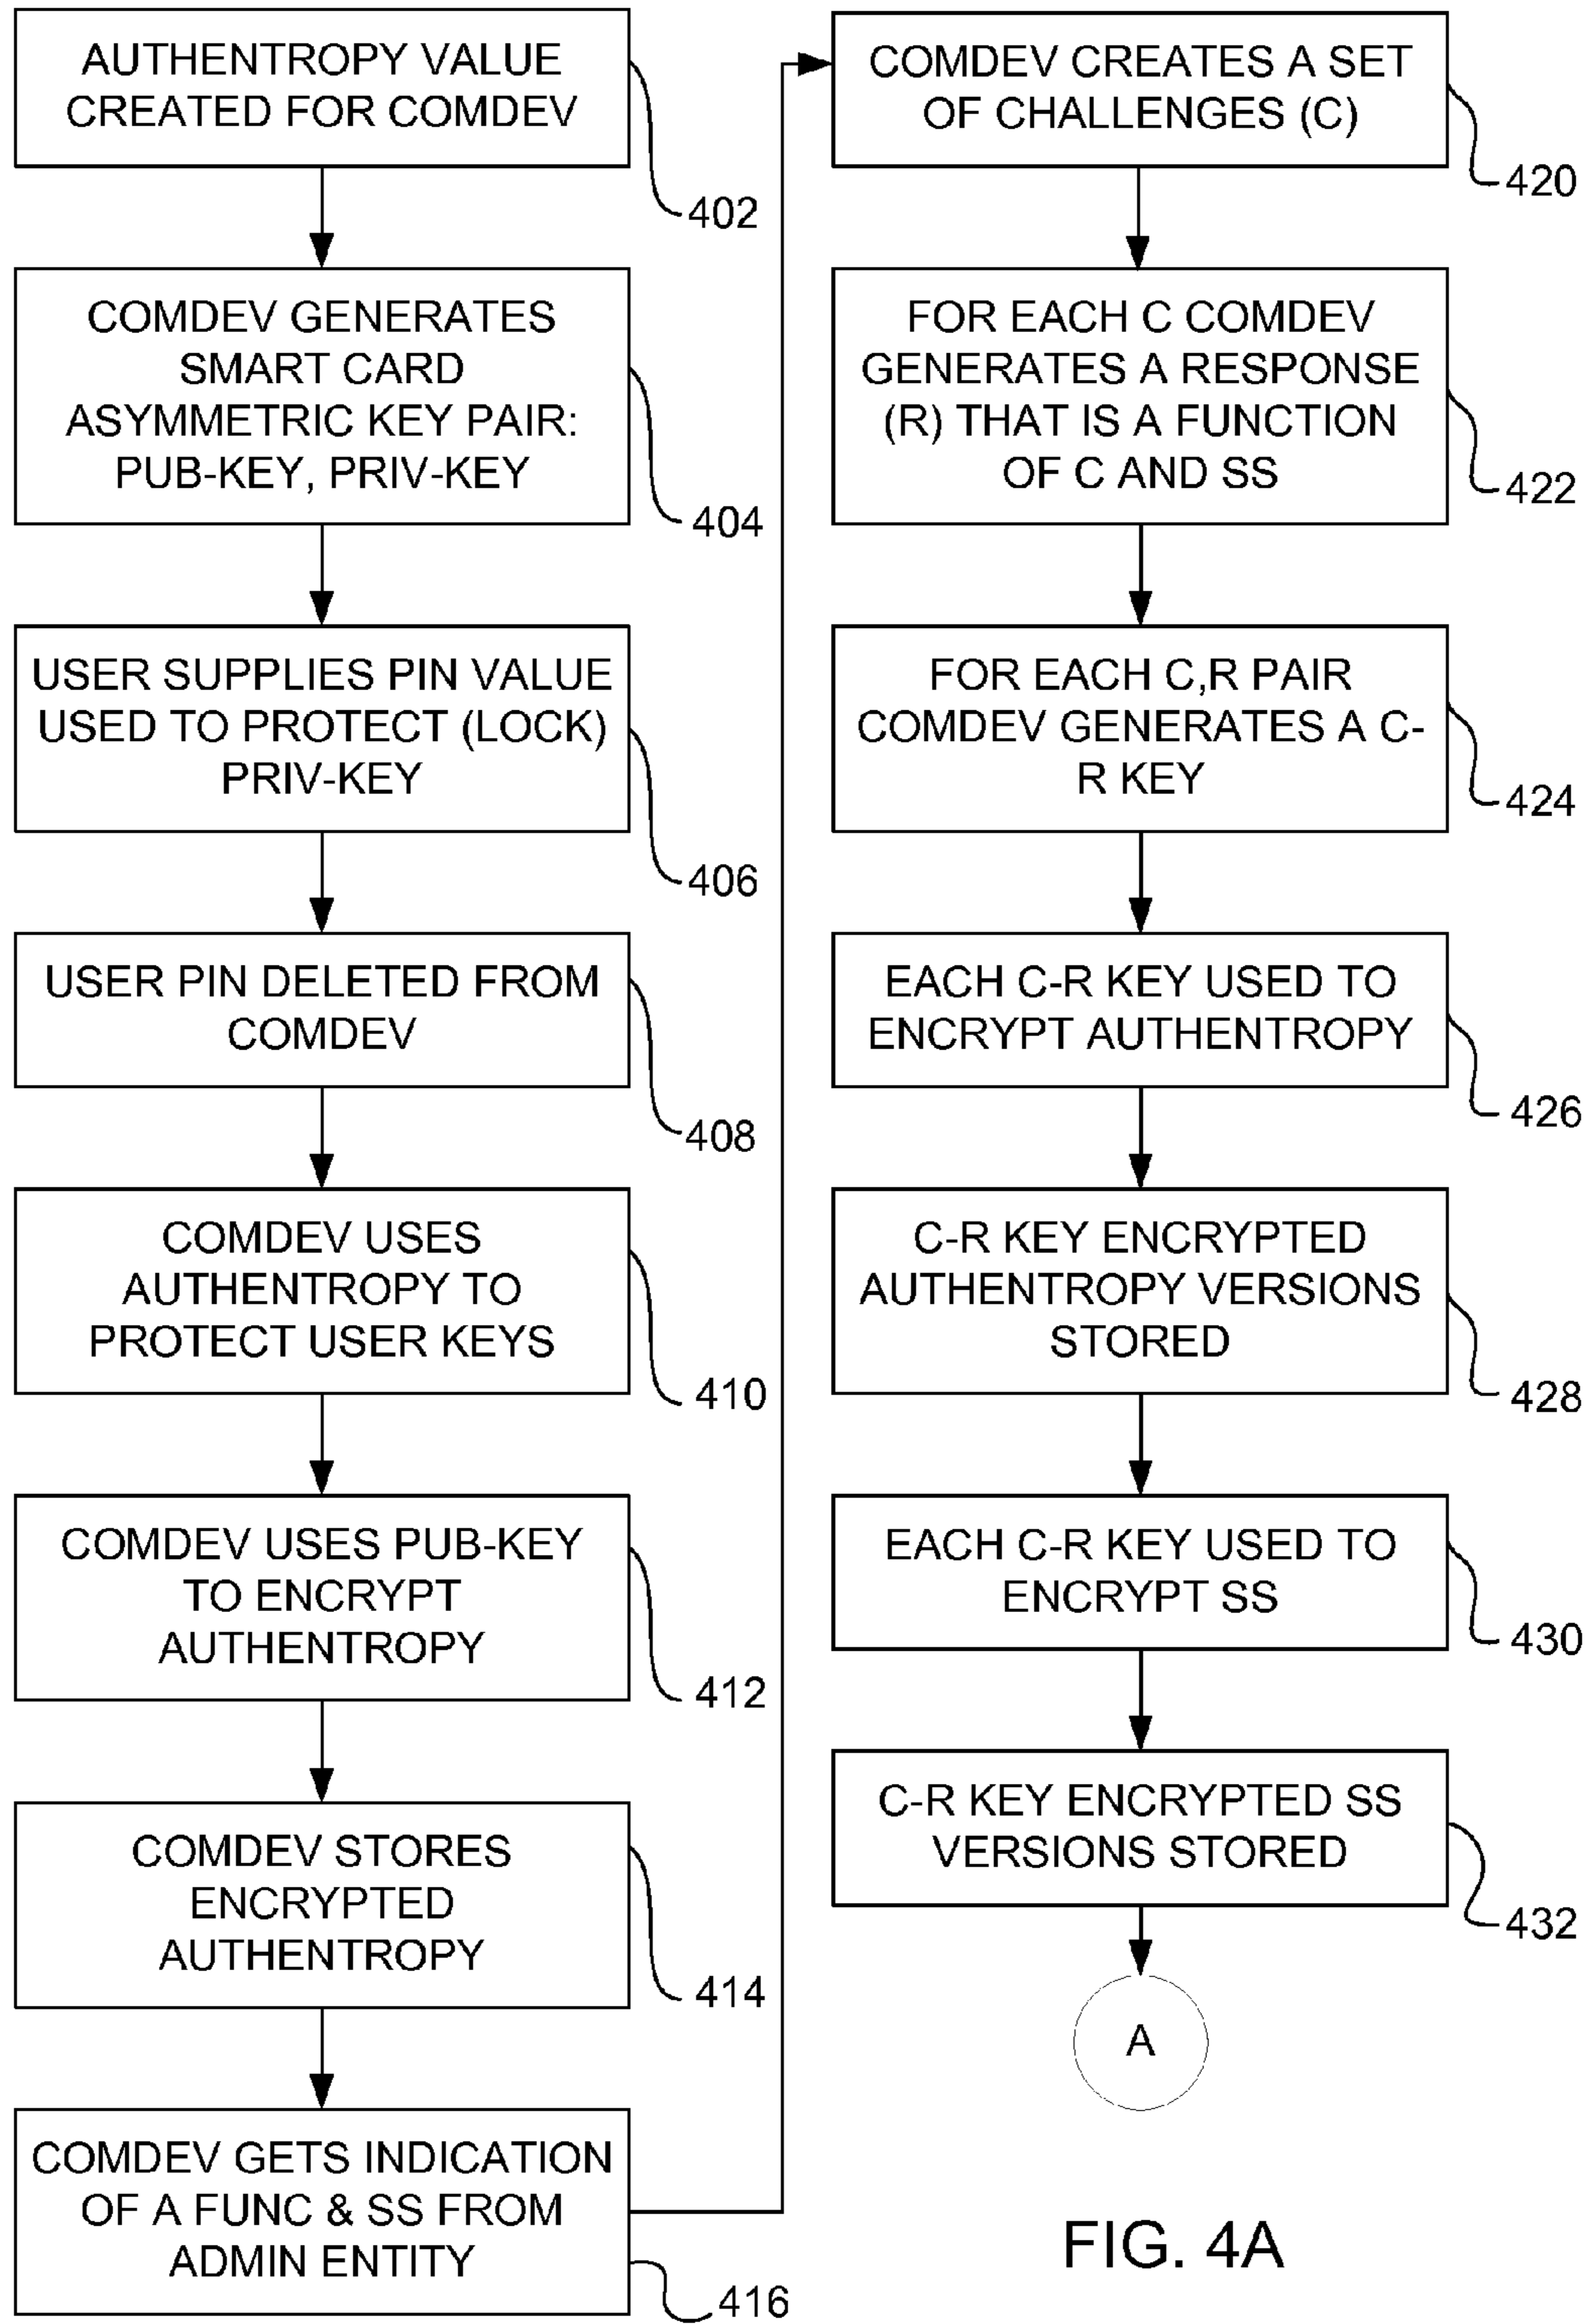 AUTHENTROPY VALUE
CREATED FOR COMDEV
402
COMDEV GENERATES
SMART CARD
ASYMMETRIC KEY PAIR:
PUB-KEY, PRIV-KEY
404
USER SUPPLIES PIN VALUE
USED TO PROTECT (LOCK)
PRIV-KEY
406
USER PIN DELETED FROM
COMDEV
408
COMDEV USES
AUTHENTROPY TO
PROTECT USER KEYS
410
COMDEV USES PUB-KEY
TO ENCRYPT
AUTHENTROPY
412
COMDEV STORES
ENCRYPTED
AUTHENTROPY
414
COMDEV GETS INDICATION
OF A FUNC & SS FROM
ADMIN ENTITY
416
COMDEV CREATES A SET
OF CHALLENGES (C)
420
FOR EACH C COMDEV
GENERATES A RESPONSE
(R) THAT IS A FUNCTION
OF C AND SS
422
FOR EACH C,R PAIR
COMDEV GENERATES A C-
R KEY
424
EACH C-R KEY USED TO
ENCRYPT AUTHENTROPY
426
C-R KEY ENCRYPTED
AUTHENTROPY VERSIONS
STORED
428
EACH C-R KEY USED TO
ENCRYPT SS
430
C-R KEY ENCRYPTED SS
VERSIONS STORED
432
A
FIG. 4A